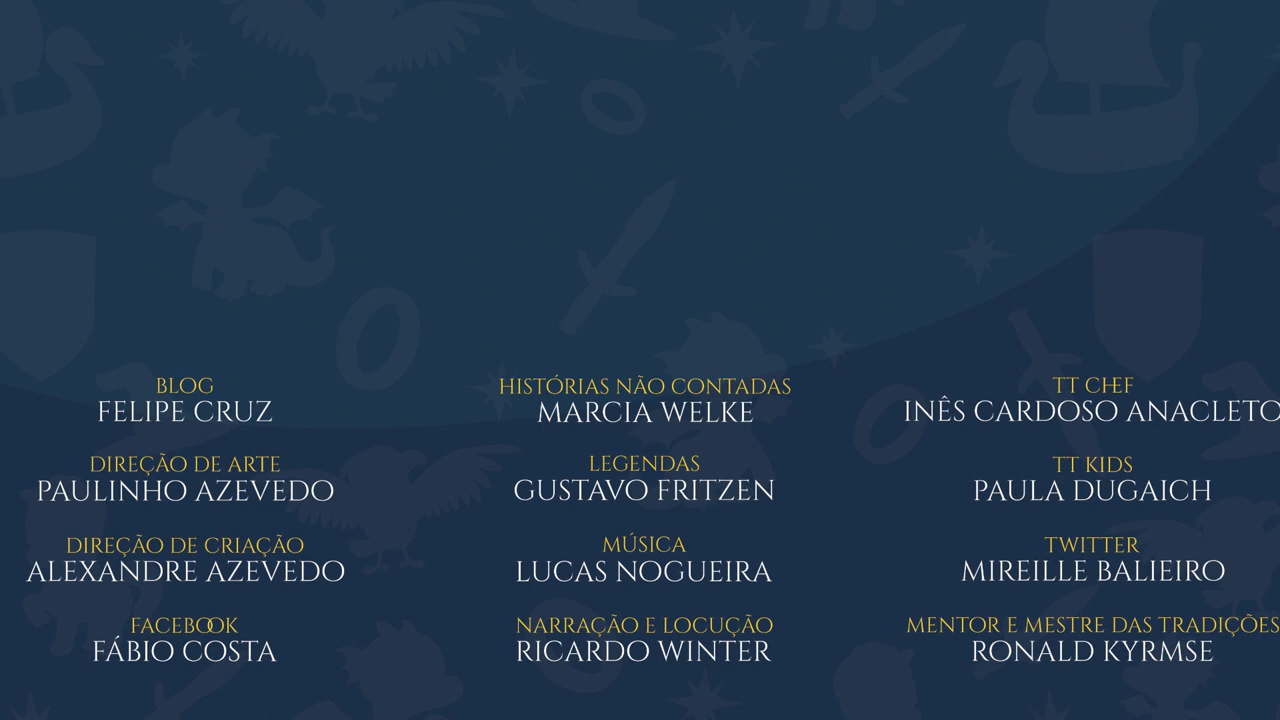 BLOG
FELIPE CRUZ
DIREÇÃO DE ARTE
PAULINHO AZEVEDO
DIREÇÃO DE CRIAÇÃO
ALEXANDRE AZEVEDO
FACEBOOK
FÁBIO COSTA
HISTÓRIAS NÃO CONTADAS
MARCIA WELKE
LEGENDAS
GUSTAVO FRITZEN
MÚSICA
LUCAS NOGUEIRA
NARRAÇÃO E LOCUÇÃO
RICARDO WINTER
TT CHEF
INÊS CARDOSO ANACLETO
TT KIDS
PAULA DUGAICH
TWITTER
MIREILLE BALIEIRO
MENTOR E MESTRE DAS TRADIÇÕES
RONALD KYRMSE